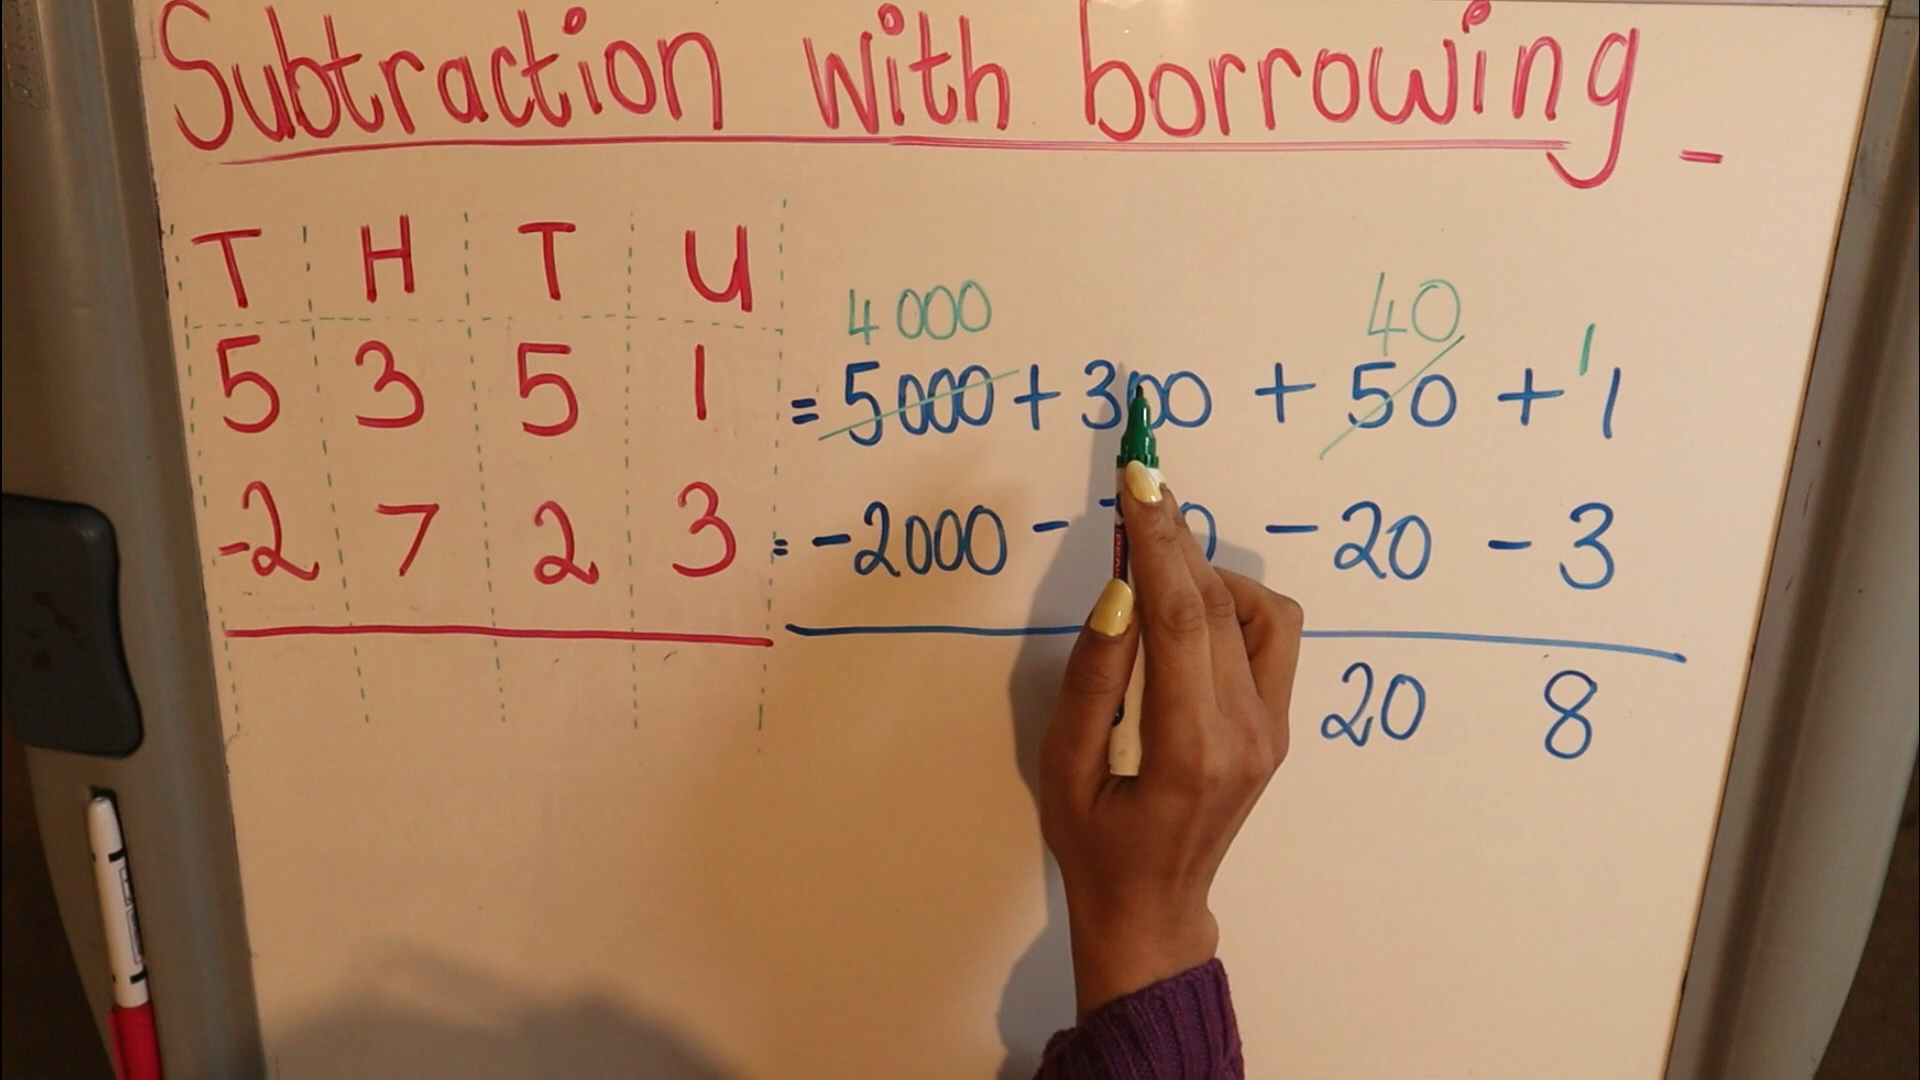 Subtraction with borrowing -
T H T U
4000 40
5 3 5 1 = 5000 + 300 + 50 + 11
-2 7 2 3 = -2000 - - 20 - 3
20 8